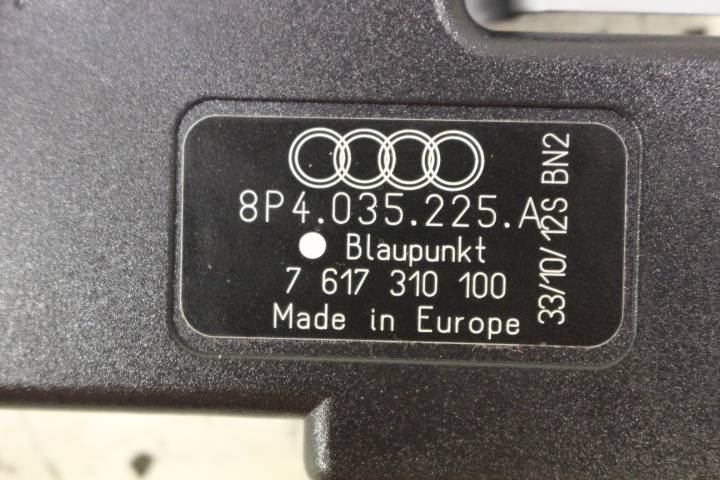 8P4.035.225.A
Blaupunkt
7 617 310 100
Made in Europe
33/10/12S BN2